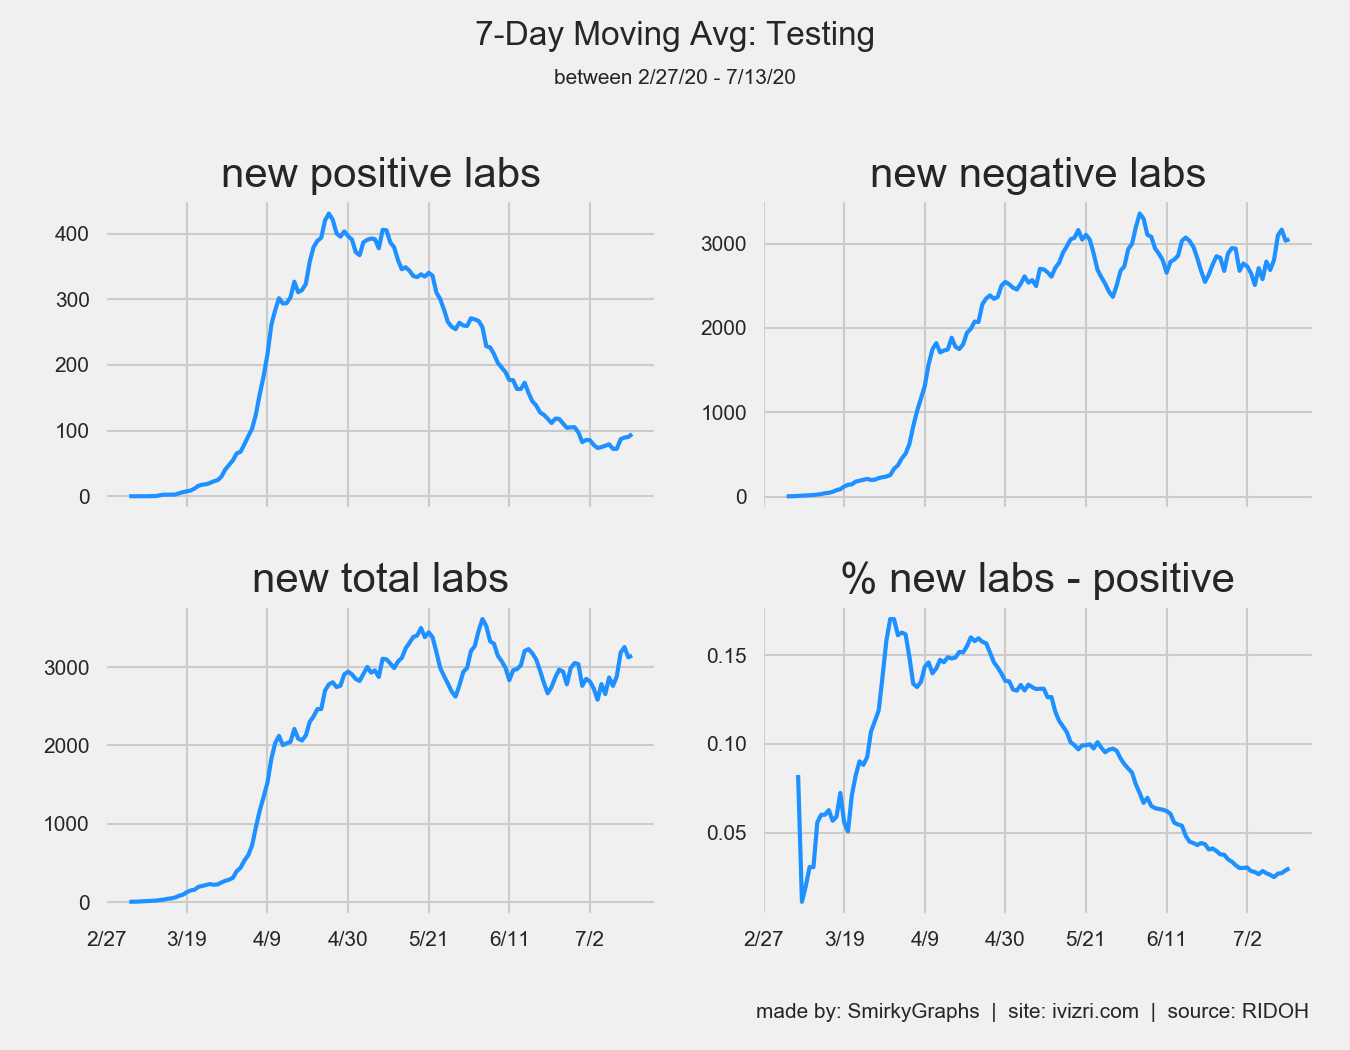 7-Day Moving Avg: Testing
between 2/27/20 - 7/13/20
new positive labs
new negative labs
400
300
200
100
0
3000
2000
1000
0
new total labs
% new labs - positive
3000
2000
1000
0
0.15
0.10
0.05
2/27 3/19 4/9 4/30 5/21 6/11 7/2
2/27 3/19 4/9 4/30 5/21 6/11 7/2
made by: SmirkyGraphs | site: ivizri.com | source: RIDOH